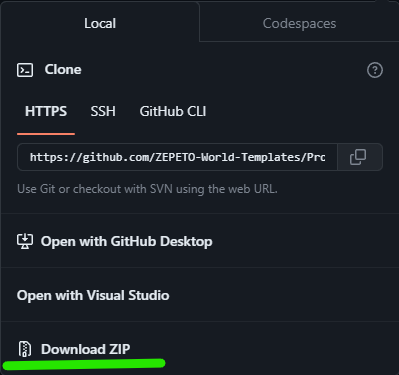 Local
Codespaces
Clone
HTTPS
SSH
GitHub CLI
https://github.com/ZEPETO-World-Templates/Pro
Use Git or checkout with SVN using the web URL.
Open with GitHub Desktop
Open with Visual Studio
Download ZIP